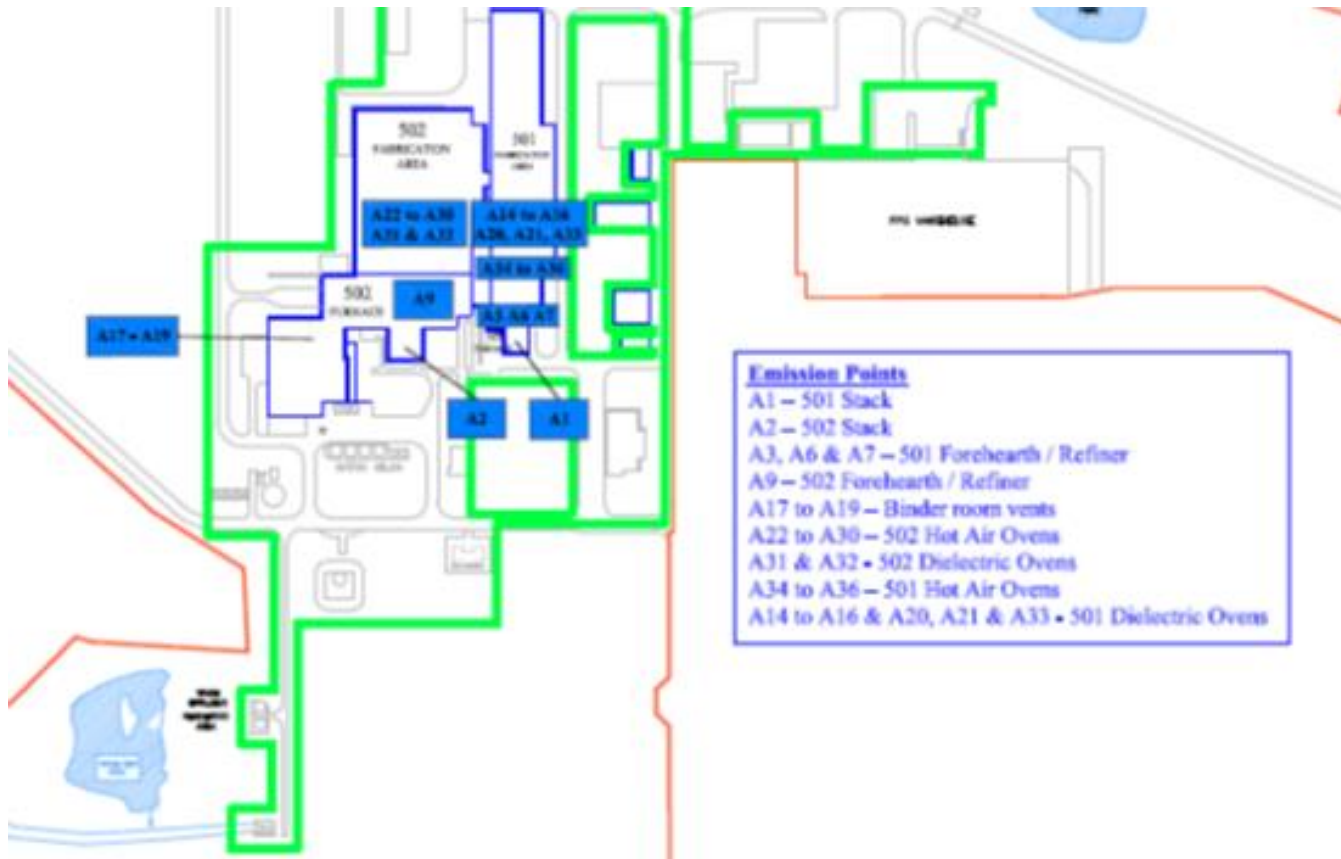 502
FABRICATION
AREA
501
FABRICATION
AREA
A22 to A30
A31 & A32
A14 to A16
A20, A21, A33
A34 to A36
502
FURNACE
A9
A3 A6 A7
A17 - A19
A2
A1
Emission Points
A1 – 501 Stack
A2 – 502 Stack
A3, A6 & A7 – 501 Forehearth / Refiner
A9 – 502 Forehearth / Refiner
A17 to A19 – Binder room vents
A22 to A30 – 502 Hot Air Ovens
A31 & A32 - 502 Dielectric Ovens
A34 to A36 – 501 Hot Air Ovens
A14 to A16 & A20, A21 & A33 - 501 Dielectric Ovens